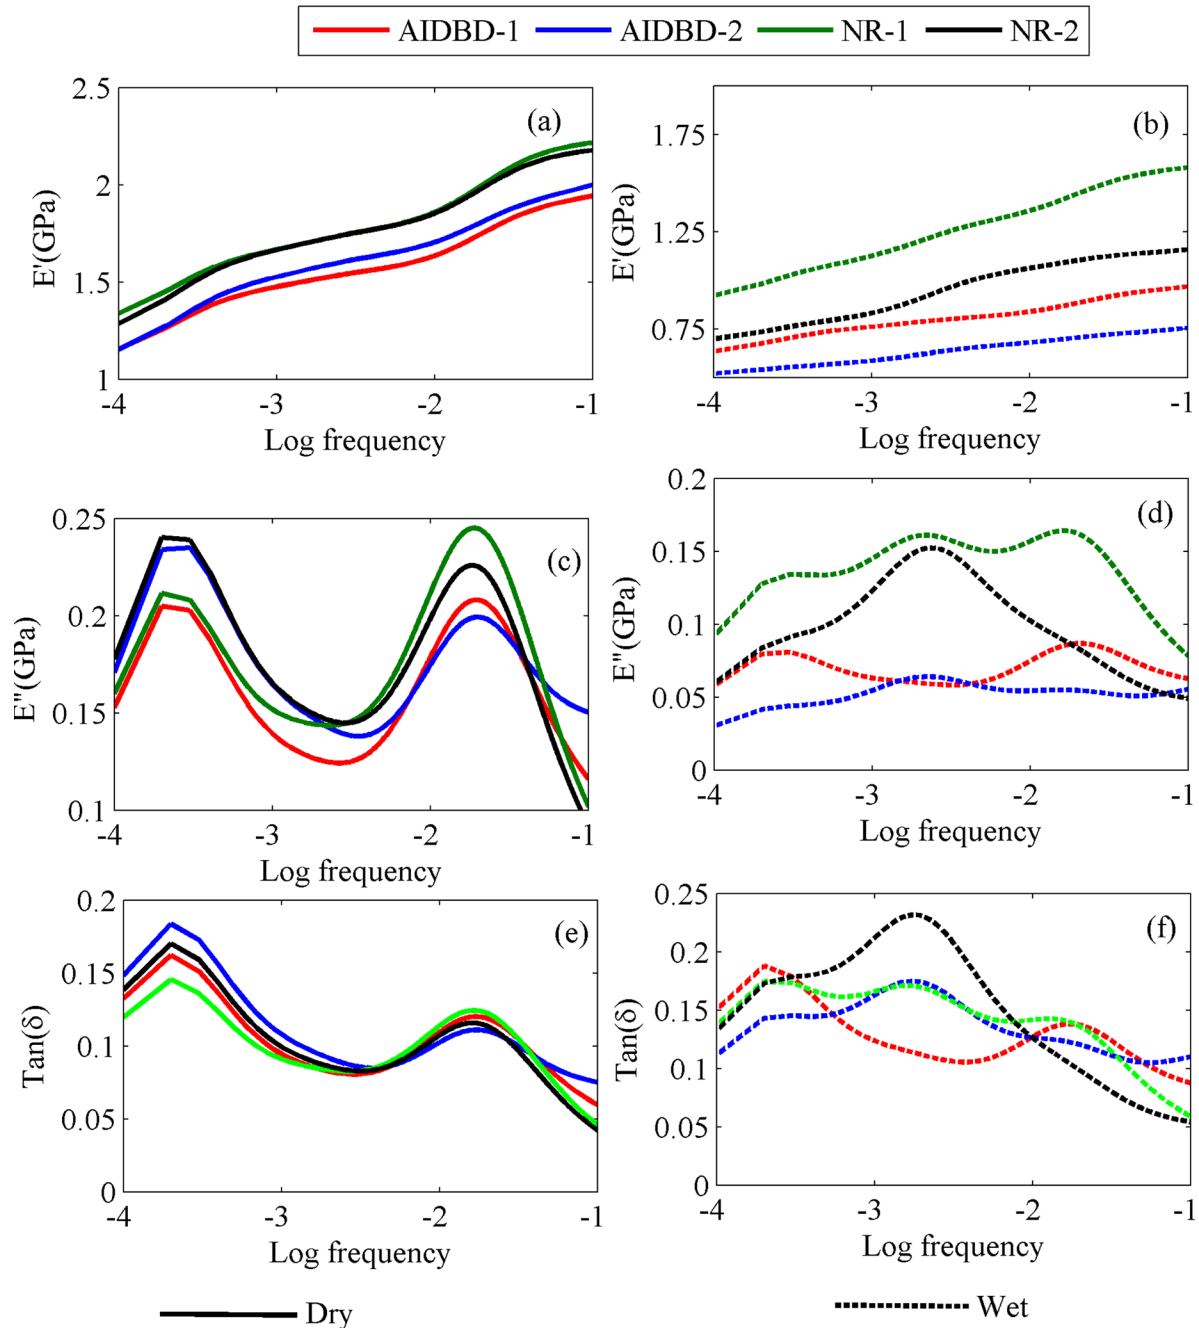 AIDBD-1 AIDBD-2 NR-1 NR-2
2.5
2
1.5
1
E'(GPa)
(a)
-4 -3 -2 -1
Log frequency
1.75
1.25
0.75
E'(GPa)
(b)
-4 -3 -2 -1
Log frequency
0.25
0.2
0.15
0.1
E"(GPa)
(c)
-4 -3 -2 -1
Log frequency
0.2
0.15
0.1
0.05
0
E"(GPa)
(d)
-4 -3 -2 -1
Log frequency
0.2
0.15
0.1
0.05
0
Tan(δ)
(e)
-4 -3 -2 -1
Log frequency
0.25
0.2
0.15
0.1
0.05
0
Tan(δ)
(f)
-4 -3 -2 -1
Log frequency
Dry
Wet